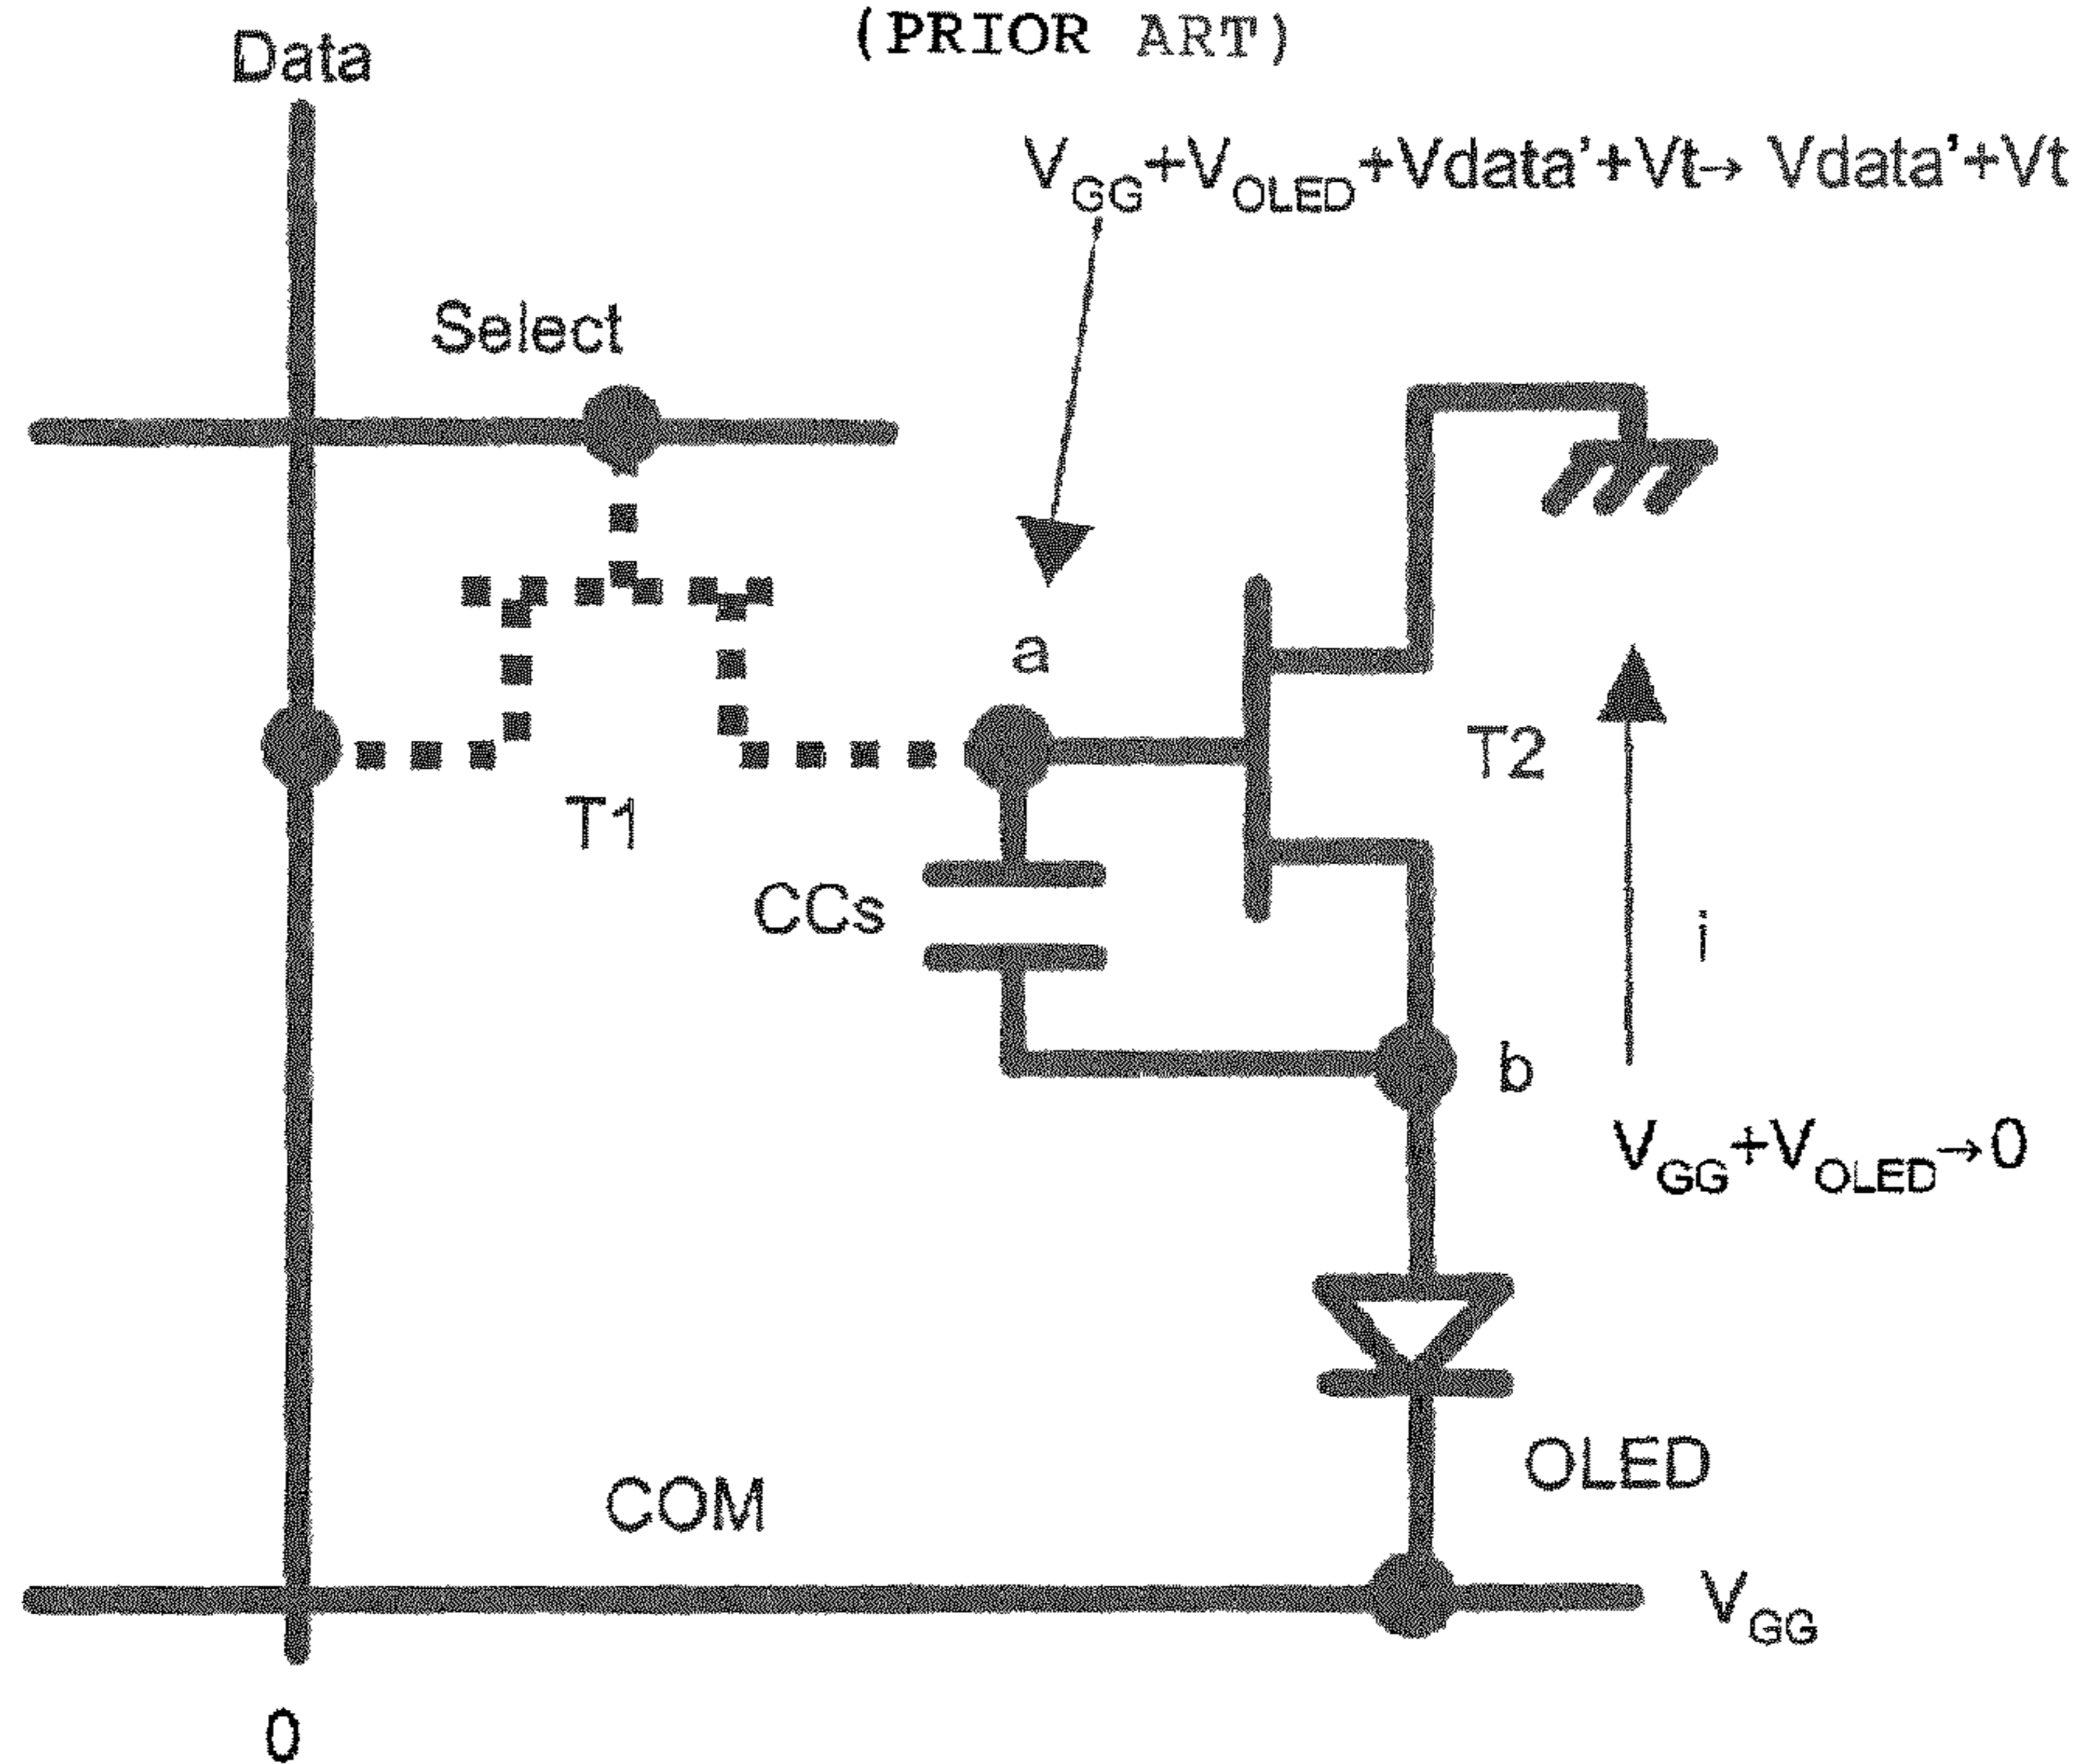 (PRIOR ART)
Data
V_GG+V_OLED+Vdata'+Vt→ Vdata'+Vt
Select
a
T2
T1
CCs
i
b
V_GG+V_OLED→0
OLED
COM
V_GG
0